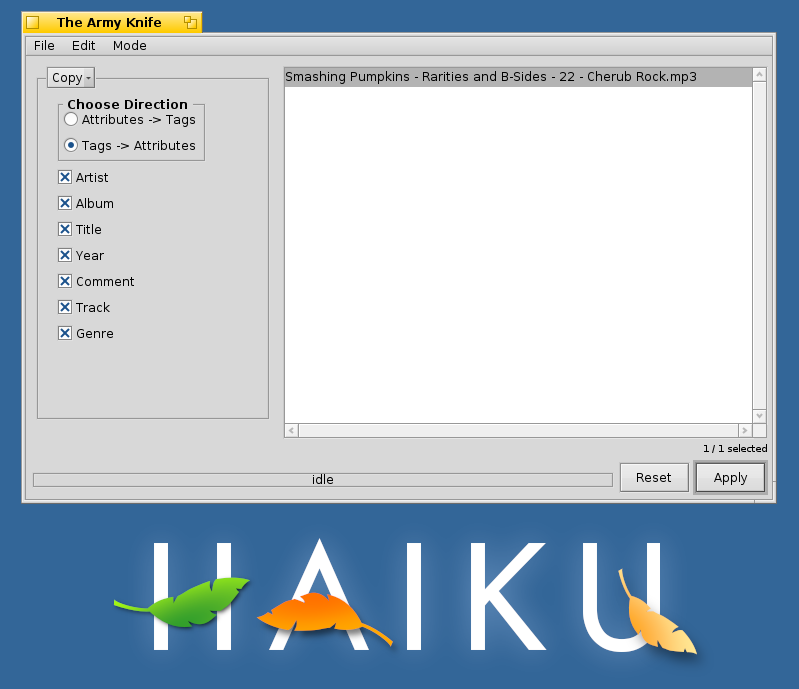 The Army Knife
File Edit Mode
Copy
Choose Direction
Attributes -> Tags
Tags -> Attributes
Artist
Album
Title
Year
Comment
Track
Genre
Smashing Pumpkins - Rarities and B-Sides - 22 - Cherub Rock.mp3
1 / 1 selected
idle
Reset
Apply
HAIKU